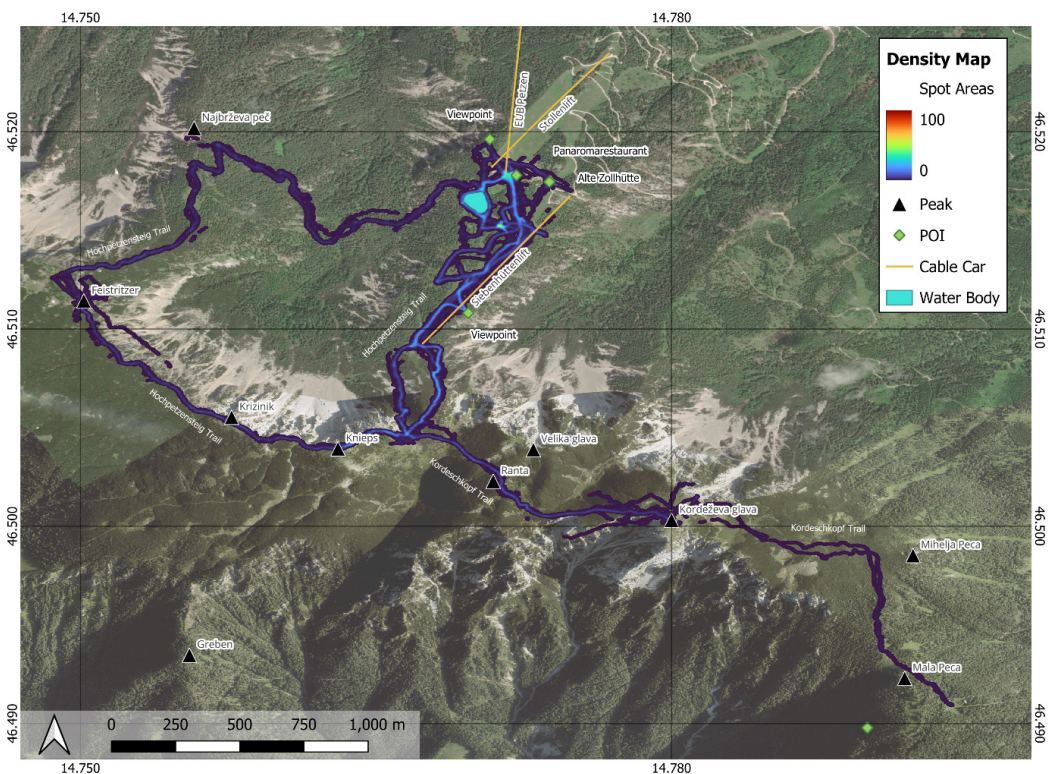 14.750
14.780
Density Map
Spot Areas
100
0
Peak
POI
Cable Car
Water Body
46.520
46.520
Najbrževa peč
Viewpoint
EUB Petzen
Stollenlift
Panaromarestaurant
Alte Zollhütte
Hochpetzensteig Trail
Feistritzer
Siebenhüttenlift
Hochpetzensteig Trail
46.510
46.510
Viewpoint
Hochpetzensteig Trail
Krizinik
Knieps
Velika glava
Kordeschkopf Trail
Ranta
Kordeževa glava
46.500
46.500
Kordeschkopf Trail
Mihelja Peca
Greben
Mala Peca
46.490
46.490
0 250 500 750 1,000 m
14.750
14.780